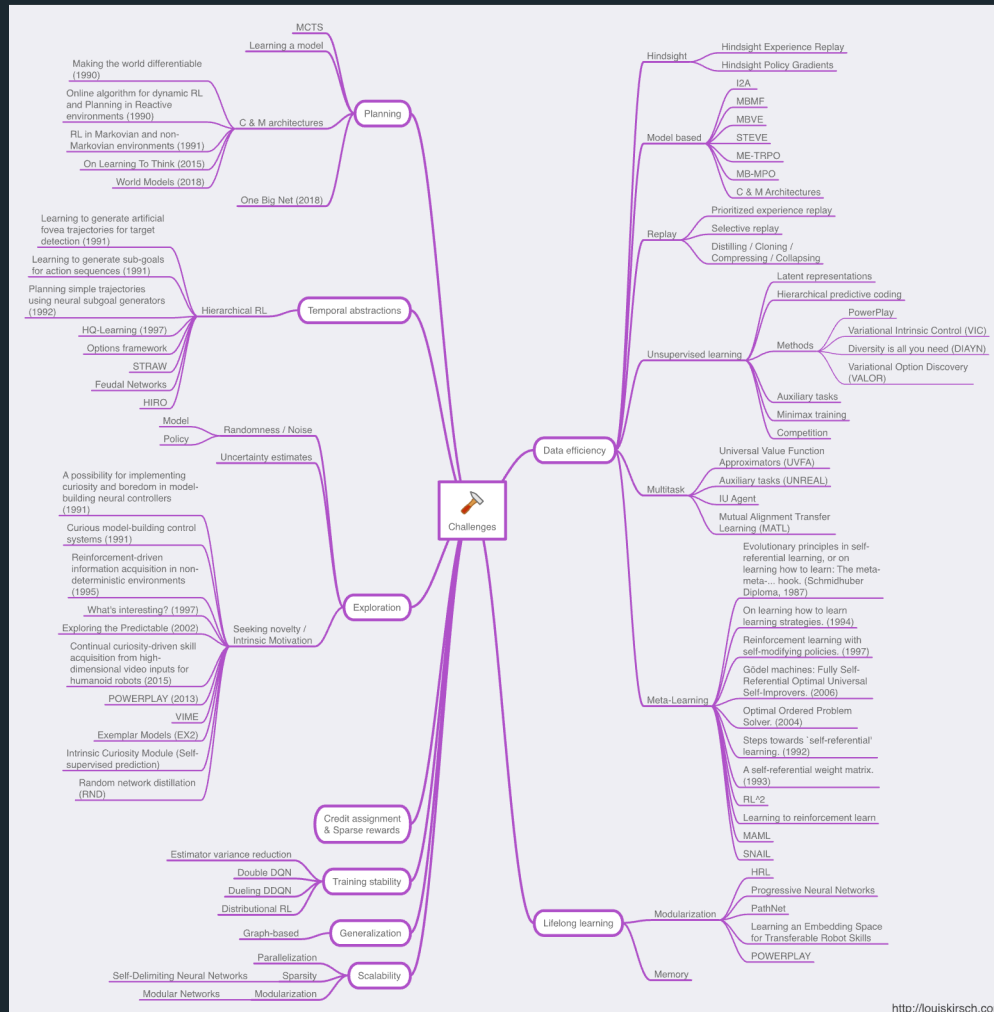 MCTS
Learning a model
Making the world differentiable
(1990)
Online algorithm for dynamic RL
and Planning in Reactive
environments (1990)
RL in Markovian and non-
Markovian environments (1991)
On Learning To Think (2015)
World Models (2018)
C & M architectures
One Big Net (2018)
Planning
Learning to generate artificial
fovea trajectories for target
detection (1991)
Learning to generate sub-goals
for action sequences (1991)
Planning simple trajectories
using neural subgoal generators
(1992)
HQ-Learning (1997)
Options framework
STRAW
Feudal Networks
HIRO
Hierarchical RL
Temporal abstractions
Model
Policy
Randomness / Noise
Uncertainty estimates
A possibility for implementing
curiosity and boredom in model-
building neural controllers
(1991)
Curious model-building control
systems (1991)
Reinforcement-driven
information acquisition in non-
deterministic environments
(1995)
What's interesting? (1997)
Exploring the Predictable (2002)
Continual curiosity-driven skill
acquisition from high-
dimensional video inputs for
humanoid robots (2015)
POWERPLAY (2013)
VIME
Exemplar Models (EX2)
Intrinsic Curiosity Module (Self-
supervised prediction)
Random network distillation
(RND)
Seeking novelty /
Intrinsic Motivation
Exploration
Credit assignment
& Sparse rewards
Estimator variance reduction
Double DQN
Dueling DDQN
Distributional RL
Training stability
Graph-based
Generalization
Parallelization
Self-Delimiting Neural Networks
Sparsity
Modular Networks
Modularization
Scalability
Challenges
Data efficiency
Hindsight
Hindsight Experience Replay
Hindsight Policy Gradients
Model based
I2A
MBMF
MBVE
STEVE
ME-TRPO
MB-MPO
C & M Architectures
Replay
Prioritized experience replay
Selective replay
Distilling / Cloning /
Compressing / Collapsing
Unsupervised learning
Latent representations
Hierarchical predictive coding
Methods
PowerPlay
Variational Intrinsic Control (VIC)
Diversity is all you need (DIAYN)
Variational Option Discovery
(VALOR)
Auxiliary tasks
Minimax training
Competition
Multitask
Universal Value Function
Approximators (UVFA)
Auxiliary tasks (UNREAL)
IU Agent
Mutual Alignment Transfer
Learning (MATL)
Meta-Learning
Evolutionary principles in self-
referential learning, or on
learning how to learn: The meta-
meta-... hook. (Schmidhuber
Diploma, 1987)
On learning how to learn
learning strategies. (1994)
Reinforcement learning with
self-modifying policies. (1997)
Gödel machines: Fully Self-
Referential Optimal Universal
Self-Improvers. (2006)
Optimal Ordered Problem
Solver. (2004)
Steps towards `self-referential'
learning. (1992)
A self-referential weight matrix.
(1993)
RL^2
Learning to reinforcement learn
MAML
SNAIL
Lifelong learning
Modularization
HRL
Progressive Neural Networks
PathNet
Learning an Embedding Space
for Transferable Robot Skills
POWERPLAY
Memory
http://louiskirsch.co